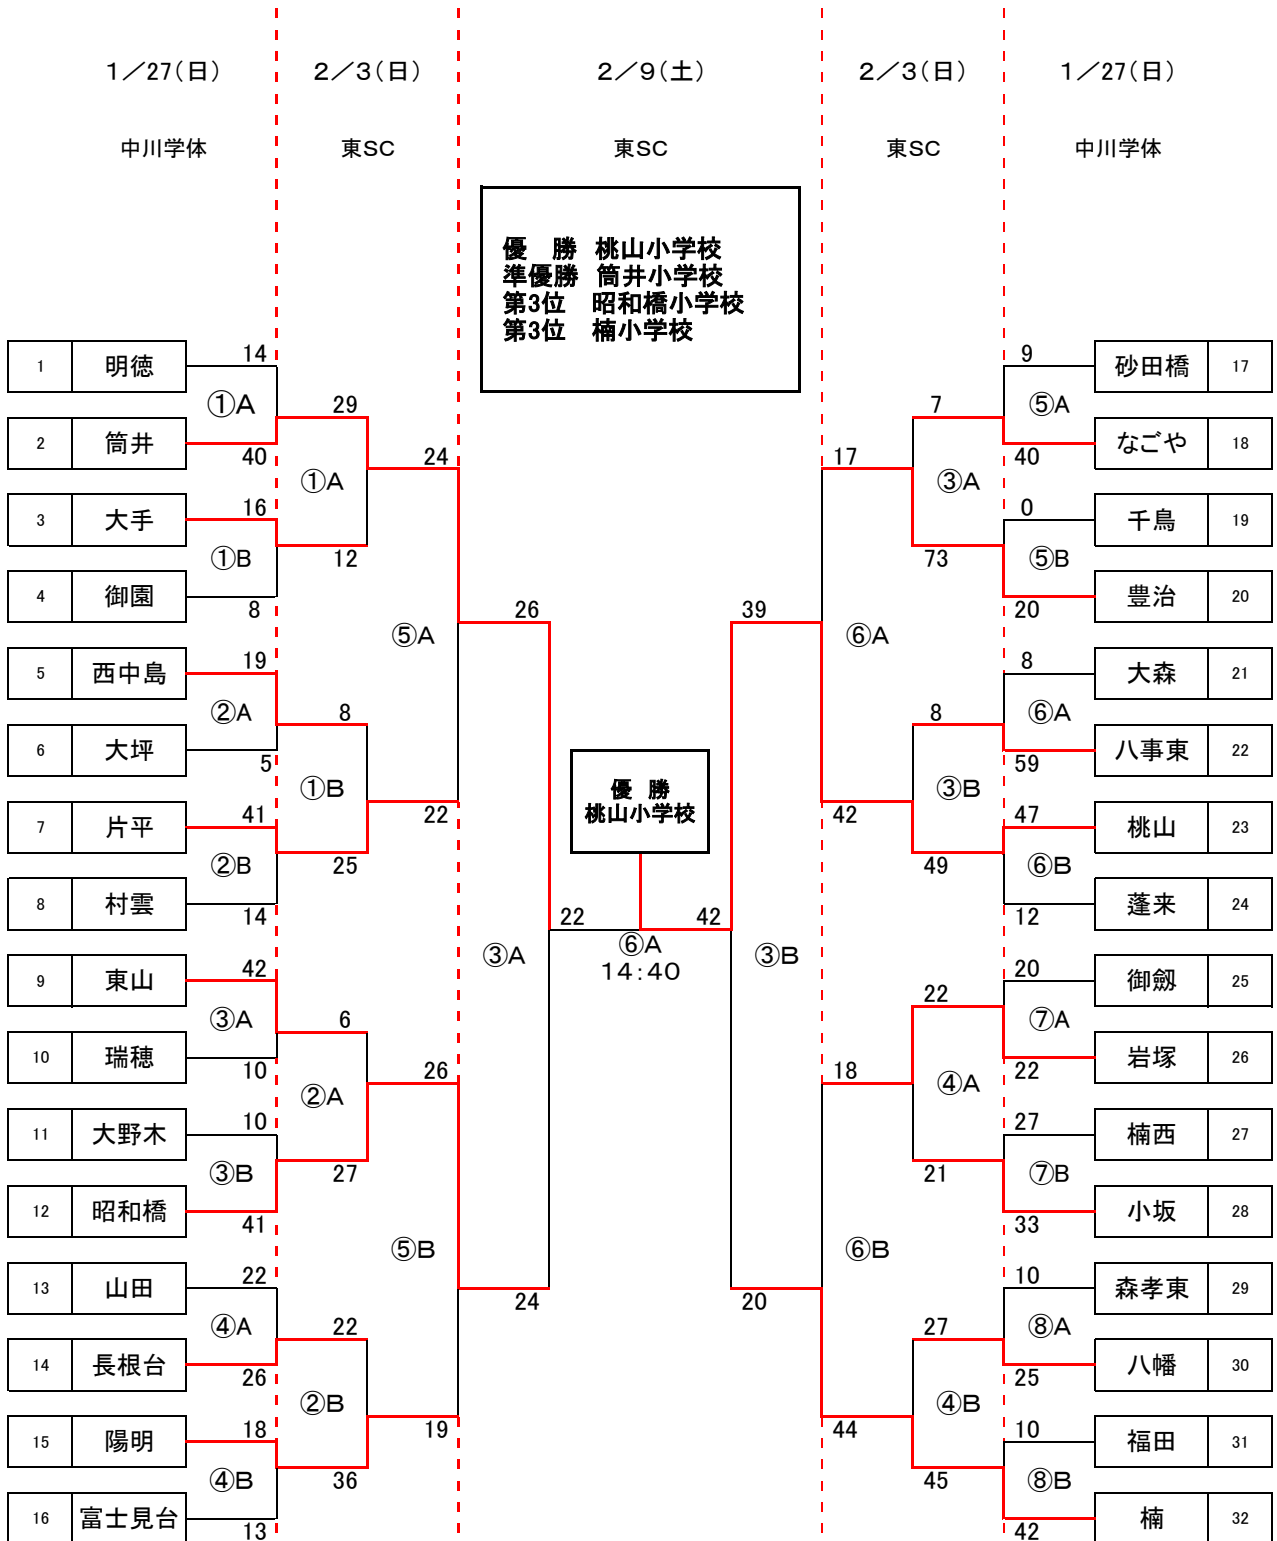 1／27(日)
2／3(日)
2／9(土)
2／3(日)
1／27(日)
中川学体
東SC
東SC
東SC
中川学体
優　勝　桃山小学校
準優勝　筒井小学校
第3位　昭和橋小学校
第3位　楠小学校
1 明徳 14
①A
2 筒井 40
3 大手 16
①B
4 御園 8
5 西中島 19
②A
6 大坪 5
7 片平 41
②B
8 村雲 14
9 東山 42
③A
10 瑞穂 10
11 大野木 10
③B
12 昭和橋 41
13 山田 22
④A
14 長根台 26
15 陽明 18
④B
16 富士見台 13
29
①A
12
8
①B
25
6
②A
27
22
②B
36
24
⑤A
22
26
⑤B
19
26
③A
24
優　勝
桃山小学校
22
42
⑥A
14:40
39
③B
20
17
⑥A
42
18
⑥B
44
7
③A
73
8
③B
49
22
④A
21
27
④B
45
9 砂田橋 17
⑤A
40 なごや 18
0 千鳥 19
⑤B
20 豊治 20
8 大森 21
⑥A
59 八事東 22
47 桃山 23
⑥B
12 蓬来 24
20 御劔 25
⑦A
22 岩塚 26
27 楠西 27
⑦B
33 小坂 28
10 森孝東 29
⑧A
25 八幡 30
10 福田 31
⑧B
42 楠 32